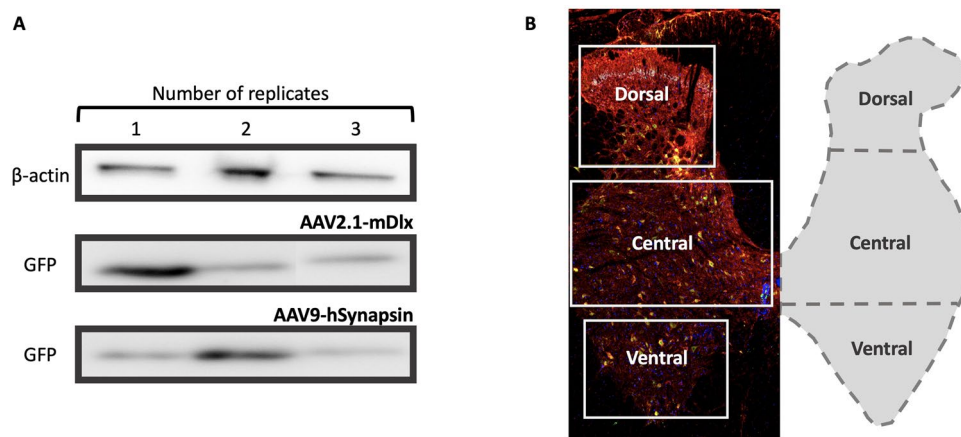 A
Number of replicates
1 2 3
β-actin
AAV2.1-mDlx
GFP
AAV9-hSynapsin
GFP
B
Dorsal
Central
Ventral
Dorsal
Central
Ventral